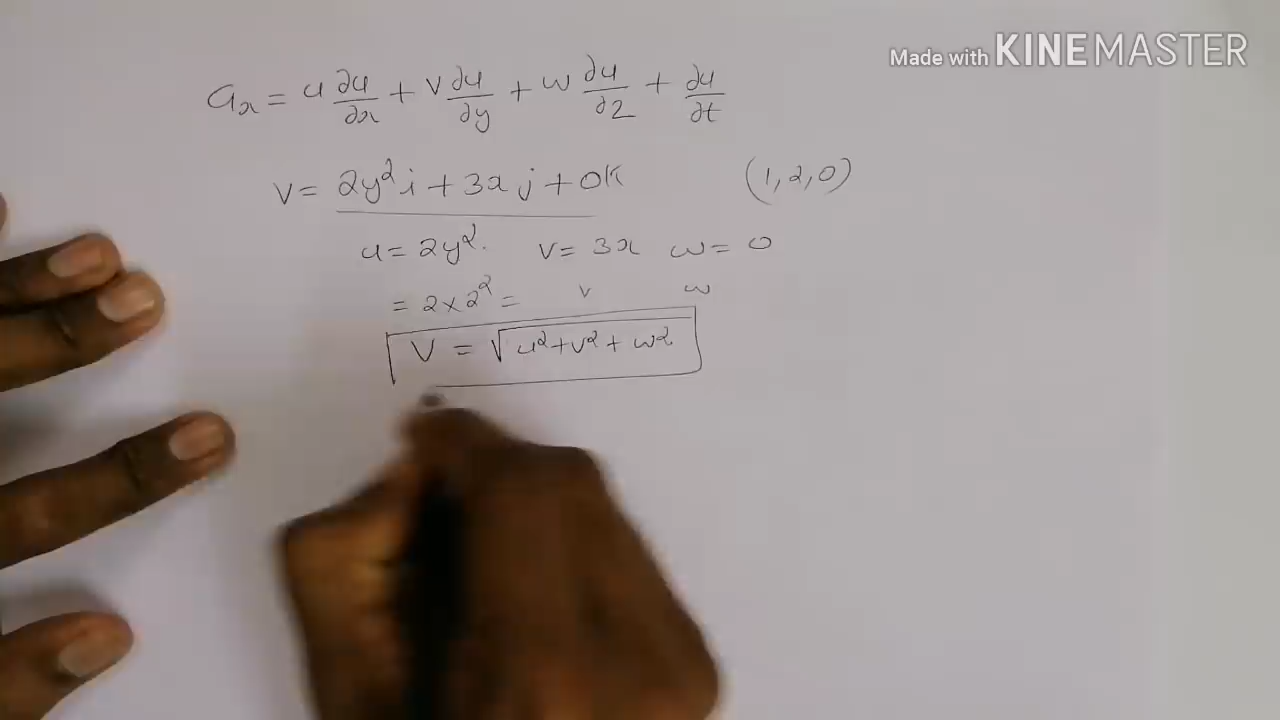 Made with KINEMASTER
aₓ = u ∂u/∂x + v ∂u/∂y + w ∂u/∂z + ∂u/∂t
V = 2y²i + 3x j + 0k (1,2,0)
u = 2y². v = 3x w = 0
= 2×2² = v w
V = √u²+v²+w²